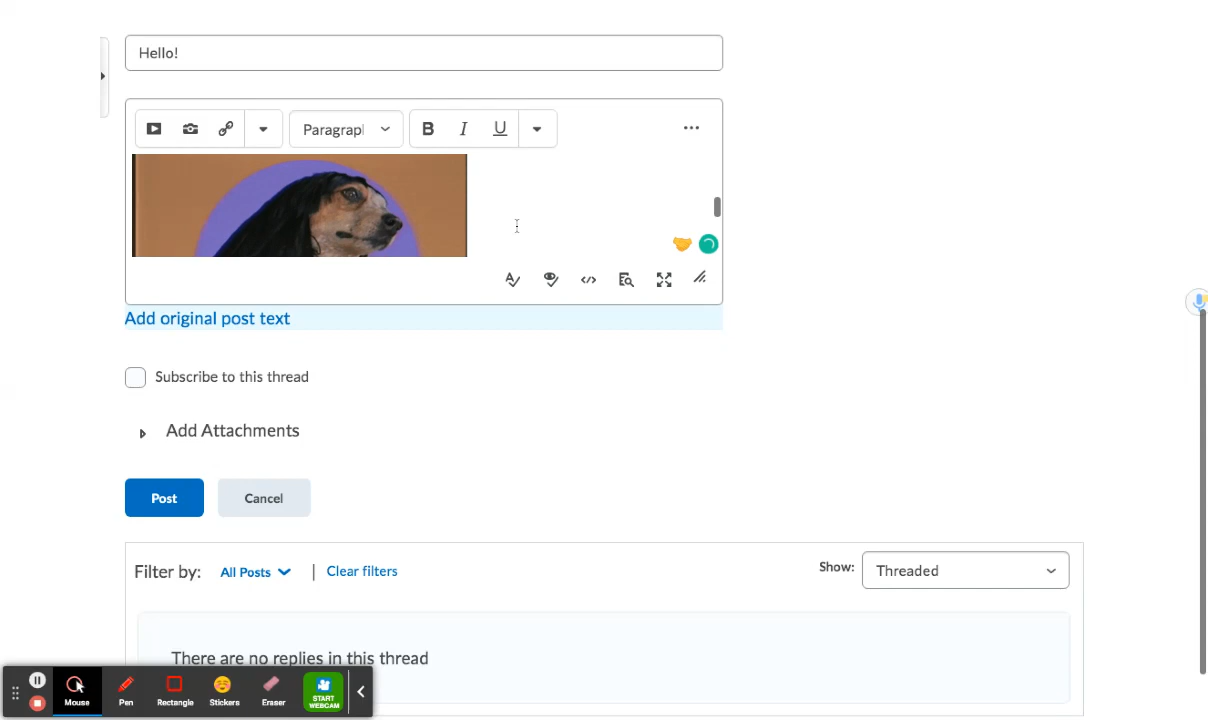 Hello!
Paragraph
B I U
Add original post text
Subscribe to this thread
Add Attachments
Post Cancel
Filter by: All Posts | Clear filters Show: Threaded
There are no replies in this thread
Mouse Pen Rectangle Stickers Eraser START WEBCAM